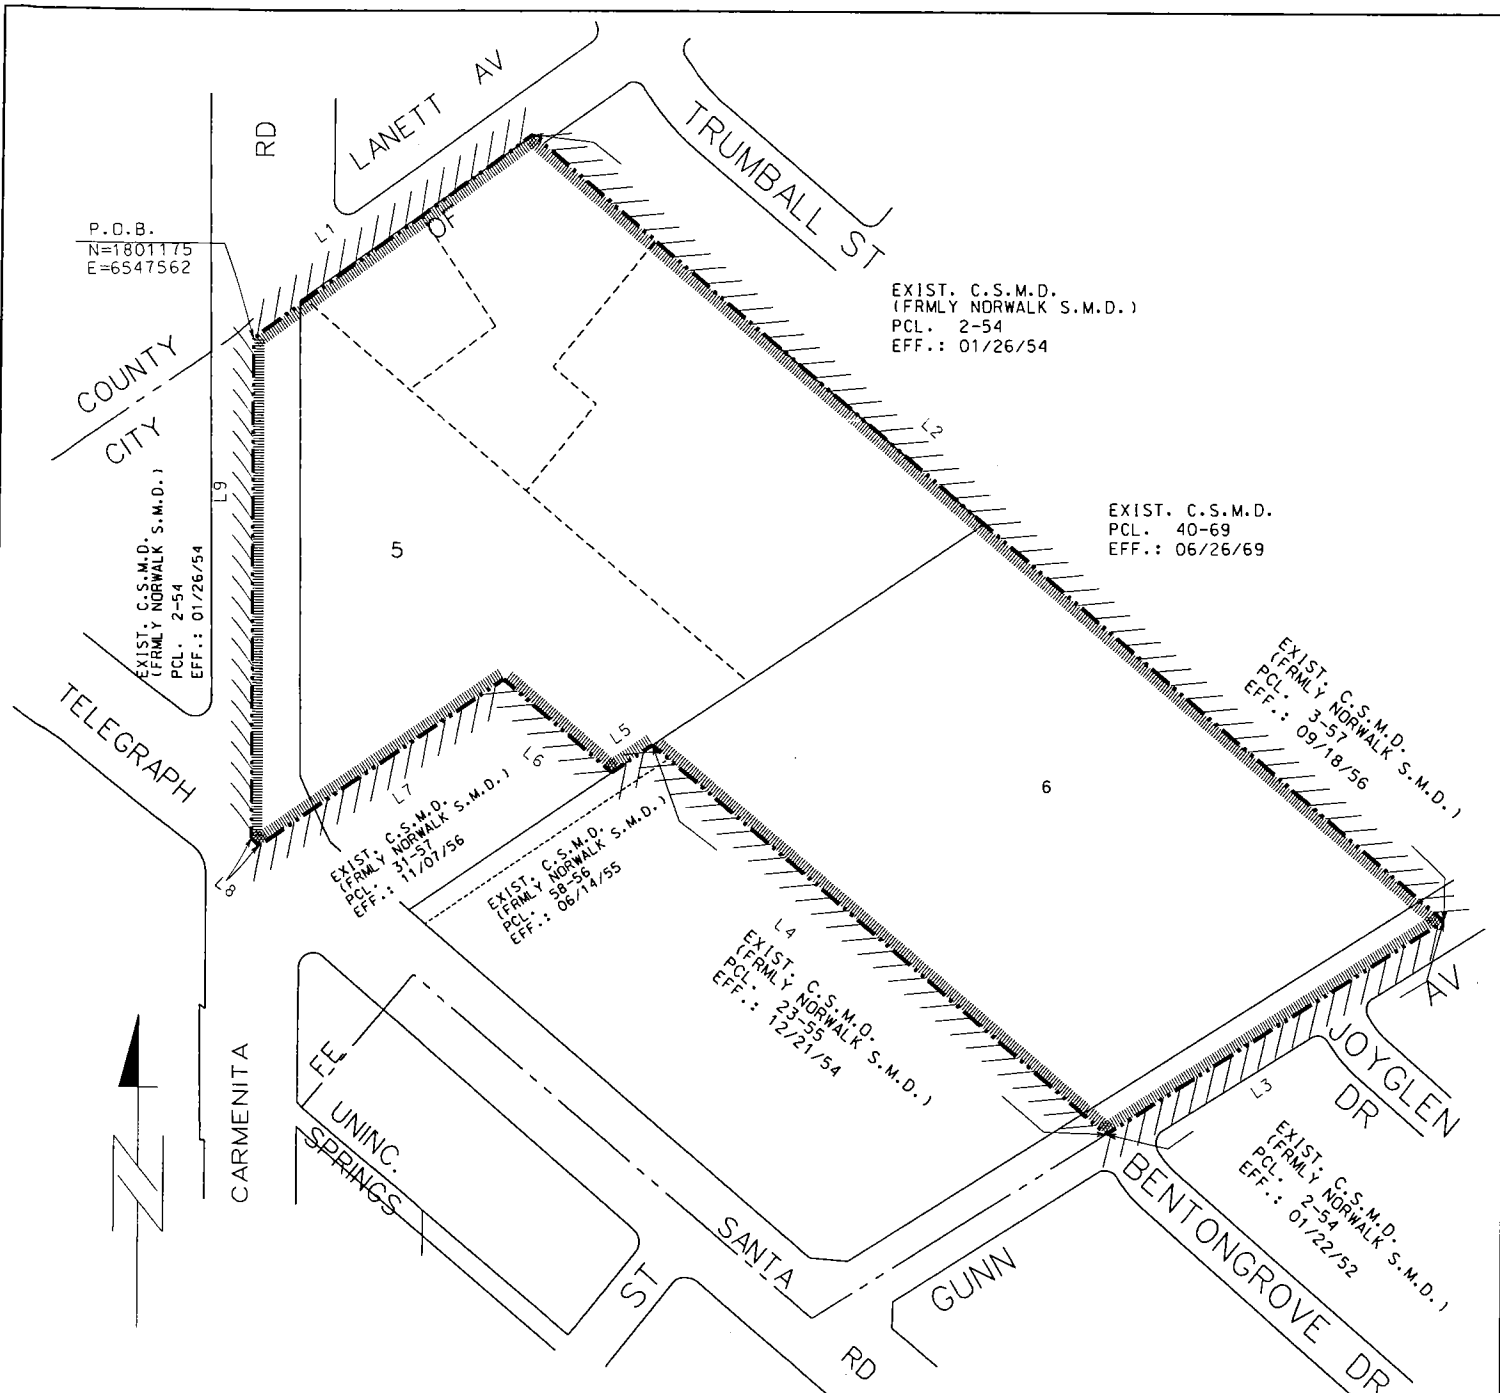 LANETT AV
RD
TRUMBALL ST
OF
L1
P.O.B.
N=1801175
E=6547562
COUNTY
CITY
EXIST. C.S.M.D.
(FRMLY NORWALK S.M.D.)
PCL. 2-54
EFF.: 01/26/54
L2
L9
EXIST. C.S.M.D.
(FRMLY NORWALK S.M.D.)
PCL. 2-54
EFF.: 01/26/54
5
EXIST. C.S.M.D.
PCL. 40-69
EFF.: 06/26/69
EXIST. C.S.M.D.
(FRMLY NORWALK S.M.D.)
PCL. 3-57
EFF.: 09/18/56
TELEGRAPH
L5
L6
L7
L8
6
EXIST. C.S.M.D.
(FRMLY NORWALK S.M.D.)
PCL. 31-57
EFF.: 11/07/56
EXIST. C.S.M.D.
(FRMLY NORWALK S.M.D.)
PCL. 58-56
EFF.: 06/14/55
L4
EXIST. C.S.M.D.
(FRMLY NORWALK S.M.D.)
PCL. 23-55
EFF.: 12/21/54
AV
JOYGLEN
DR
L3
CARMENITA
FE
UNINC.
SPRINGS
SANTA
ST
GUNN
RD
BENTONGROVE DR
EXIST. C.S.M.D.
(FRMLY NORWALK S.M.D.)
PCL. 2-54
EFF.: 01/22/52
N